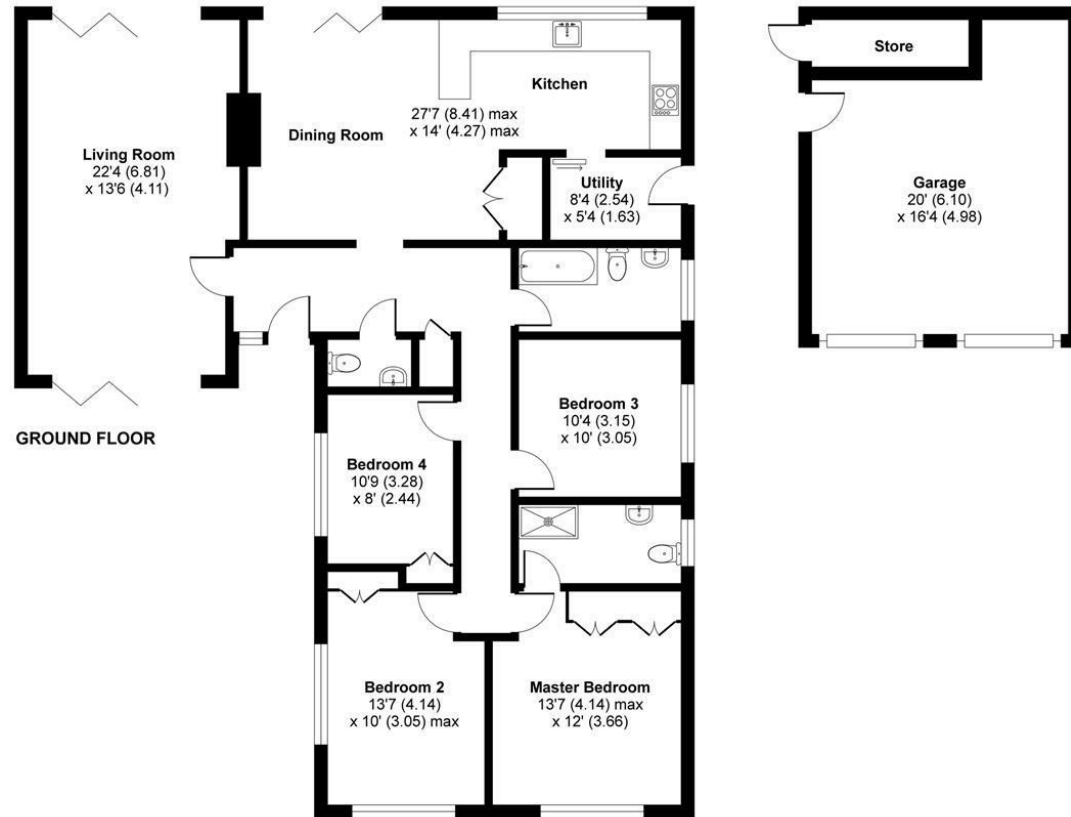 Store
Kitchen
27'7 (8.41) max
x 14' (4.27) max
Dining Room
Living Room
22'4 (6.81)
x 13'6 (4.11)
Utility
8'4 (2.54)
x 5'4 (1.63)
Garage
20' (6.10)
x 16'4 (4.98)
Bedroom 3
10'4 (3.15)
x 10' (3.05)
GROUND FLOOR
Bedroom 4
10'9 (3.28)
x 8' (2.44)
Bedroom 2
13'7 (4.14)
x 10' (3.05) max
Master Bedroom
13'7 (4.14) max
x 12' (3.66)